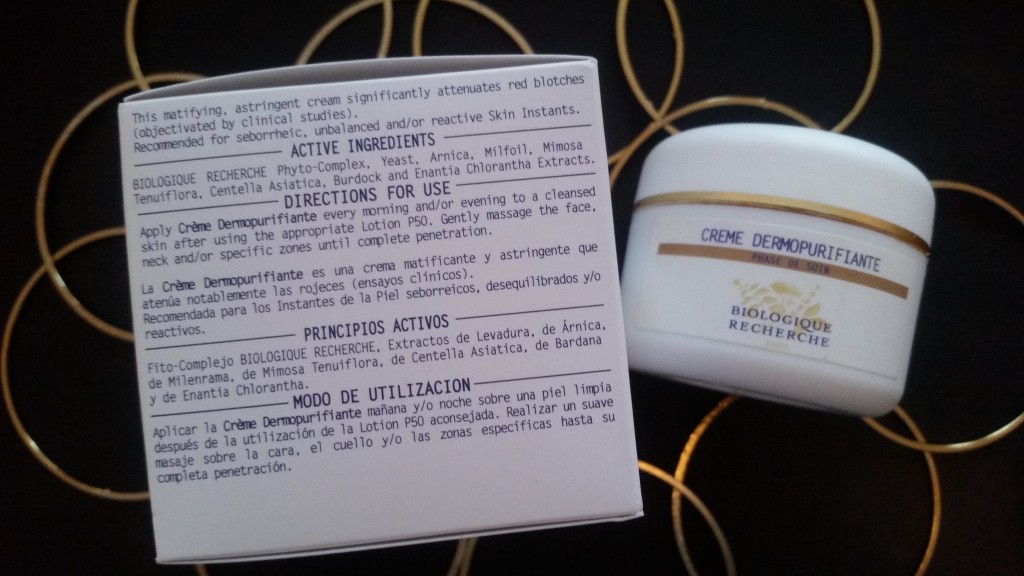 This matifying, astringent cream significantly attenuates red blotches
(objectivated by clinical studies).
Recommended for seborrheic, unbalanced and/or reactive Skin Instants.
ACTIVE INGREDIENTS
BIOLOGIQUE RECHERCHE Phyto-Complex, Yeast, Arnica, Milfoil, Mimosa
Tenuiflora, Centella Asiatica, Burdock and Enantia Chlorantha Extracts.
DIRECTIONS FOR USE
Apply Crème Dermopurifiante every morning and/or evening to a cleansed
skin after using the appropriate Lotion P50. Gently massage the face,
neck and/or specific zones until complete penetration.
La Crème Dermopurifiante es una crema matificante y astringente que
atenúa notablemente las rojeces (ensayos clínicos).
Recomendada para los Instantes de la Piel seborreicos, desequilibrados y/o
reactivos.
PRINCIPIOS ACTIVOS
Fito-Complejo BIOLOGIQUE RECHERCHE, Extractos de Levadura, de Árnica,
de Milenrama, de Mimosa Tenuiflora, de Centella Asiatica, de Bardana
y de Enantia Chlorantha.
MODO DE UTILIZACION
Aplicar la Crème Dermopurifiante mañana y/o noche sobre una piel limpia
después de la utilización de la Lotion P50 aconsejada. Realizar un suave
masaje sobre la cara, el cuello y/o las zonas específicas hasta su
completa penetración.
CREME DERMOPURIFIANTE
PHASE DE SOIN
BIOLOGIQUE
RECHERCHE